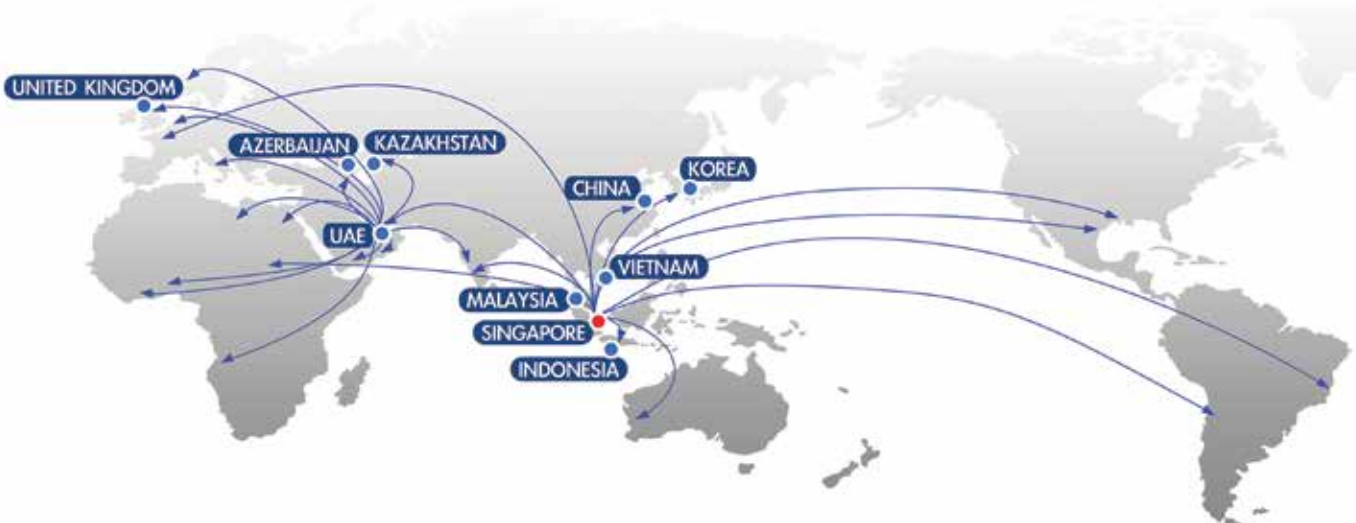 UNITED KINGDOM
AZERBAIJAN
KAZAKHSTAN
CHINA
KOREA
UAE
VIETNAM
MALAYSIA
SINGAPORE
INDONESIA